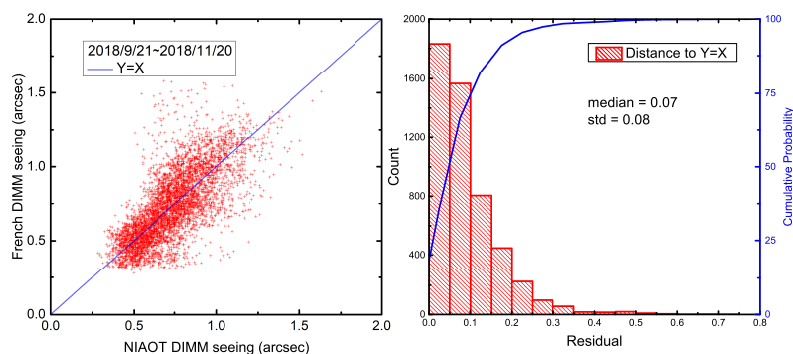 2018/9/21~2018/11/20
Y=X
French DIMM seeing (arcsec)
2.0
1.5
1.0
0.5
0.0
0.0 0.5 1.0 1.5 2.0
NIAOT DIMM seeing (arcsec)
Distance to Y=X
median = 0.07
std = 0.08
Count
2000
1600
1200
800
400
0
Cumulative Probability
100
75
50
25
0
0.0 0.1 0.2 0.3 0.4 0.5 0.6 0.7 0.8
Residual